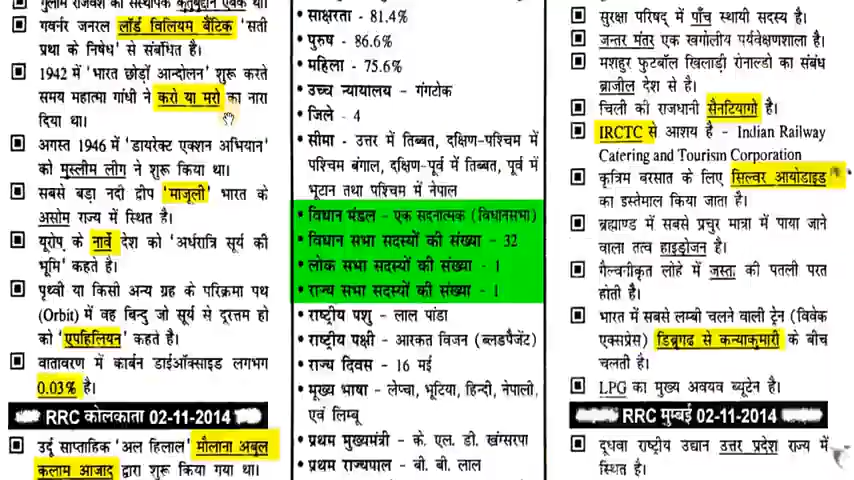 गुलाम राजवंश का संस्थापक कुतुबुद्दीन ऐबक था।
गवर्नर जनरल लॉर्ड विलियम बैंटिक 'सती
प्रथा के निषेध' से संबंधित है।
1942 में 'भारत छोड़ों आन्दोलन' शुरू करते
समय महात्मा गांधी ने करो या मरो का नारा
दिया था।
अगस्त 1946 में 'डायरेक्ट एक्शन अभियान'
को मुस्लीम लीग ने शुरू किया था।
सबसे बड़ा नदी द्वीप 'माजूली' भारत के
असोम राज्य में स्थित है।
यूरोप के नार्वे देश को 'अर्धरात्रि सूर्य की
भूमि' कहते है।
पृथ्वी या किसी अन्य ग्रह के परिक्रमा पथ
(Orbit) में वह बिन्दु जो सूर्य से दूरतम हो
को 'एपहिलियन' कहते है।
वातावरण में कार्बन डाईऑक्साइड लगभग
0.03% है।
RRC कोलकाता 02-11-2014
उर्दू साप्ताहिक 'अल हिलाल' मौलाना अबुल
कलाम आजाद द्वारा शुरू किया गया था।
• साक्षरता - 81.4%
• पुरुष - 86.6%
• महिला - 75.6%
• उच्च न्यायालय - गंगटोक
• जिले - 4
• सीमा - उत्तर में तिब्बत, दक्षिण-पश्चिम में
पश्चिम बंगाल, दक्षिण-पूर्व में तिब्बत, पूर्व में
भूटान तथा पश्चिम में नेपाल
• विधान मंडल - एक सदनात्मक (विधानसभा)
• विधान सभा सदस्यों की संख्या - 32
• लोक सभा सदस्यों की संख्या - 1
• राज्य सभा सदस्यों की संख्या - 1
• राष्ट्रीय पशु - लाल पांडा
• राष्ट्रीय पक्षी - आरकत विजन (ब्लडपैजेंट)
• राज्य दिवस - 16 मई
• मूख्य भाषा - लेप्चा, भूटिया, हिन्दी, नेपाली,
एवं लिम्बू
• प्रथम मुख्यमंत्री - के. एल. डी. खंग्सरपा
• प्रथम राज्यपाल - बी. बी. लाल
सुरक्षा परिषद् में पाँच स्थायी सदस्य है।
जन्तर मंतर एक खगोलीय पर्यवेक्षणशाला है।
मशहुर फुटबॉल खिलाड़ी रोनाल्डो का संबंध
ब्राजील देश से है।
चिली की राजधानी सैनटियागो है।
IRCTC से आशय है - Indian Railway
Catering and Tourism Corporation
कृत्रिम बरसात के लिए सिल्वर आयोडाइड
का इस्तेमाल किया जाता है।
ब्रह्माण्ड में सबसे प्रचुर मात्रा में पाया जाने
वाला तत्व हाइड्रोजन है।
गैल्वनीकृत लोहे में जस्त की पतली परत
होती है।
भारत में सबसे लम्बी चलने वाली ट्रेन (विवेक
एक्सप्रेस) डिब्रूगढ से कन्याकुमारी के बीच
चलती है।
LPG का मुख्य अवयव ब्यूटेन है।
RRC मुम्बई 02-11-2014
दूधवा राष्ट्रीय उद्यान उत्तर प्रदेश राज्य में
स्थित है।